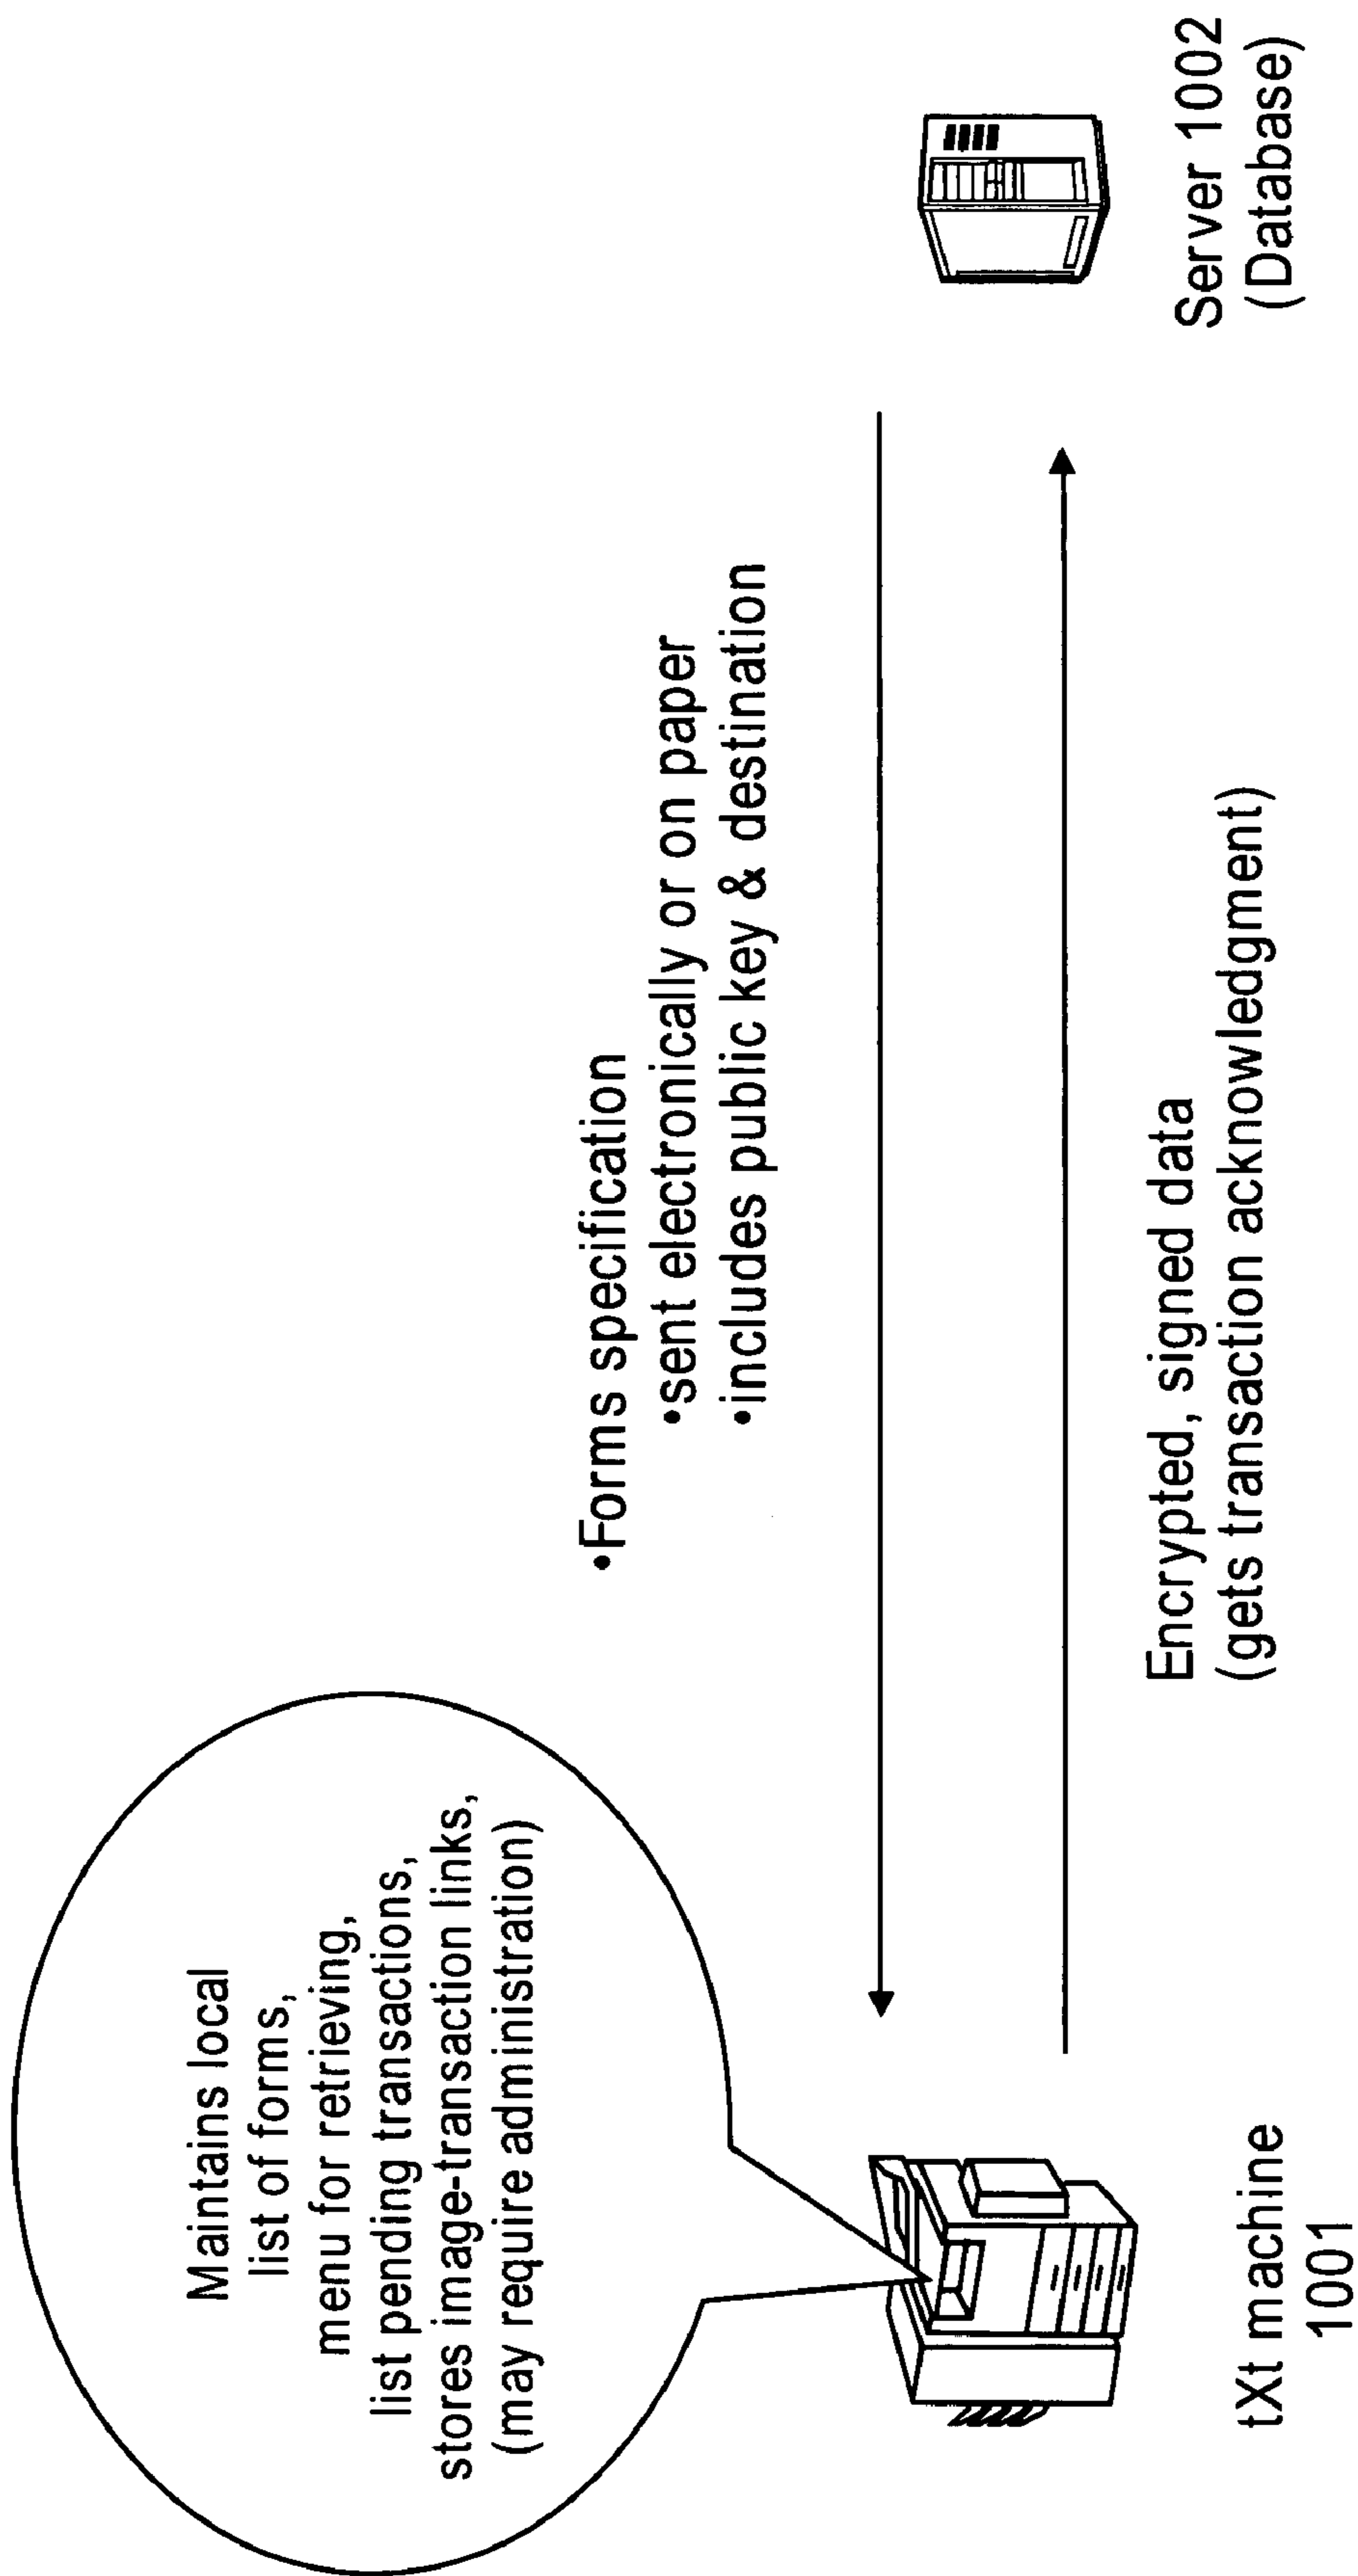 Maintains local
list of forms,
menu for retrieving,
list pending transactions,
stores image-transaction links,
(may require administration)
•Forms specification
•sent electronically or on paper
•includes public key & destination
Encrypted, signed data
(gets transaction acknowledgment)
tXt machine
1001
Server 1002
(Database)